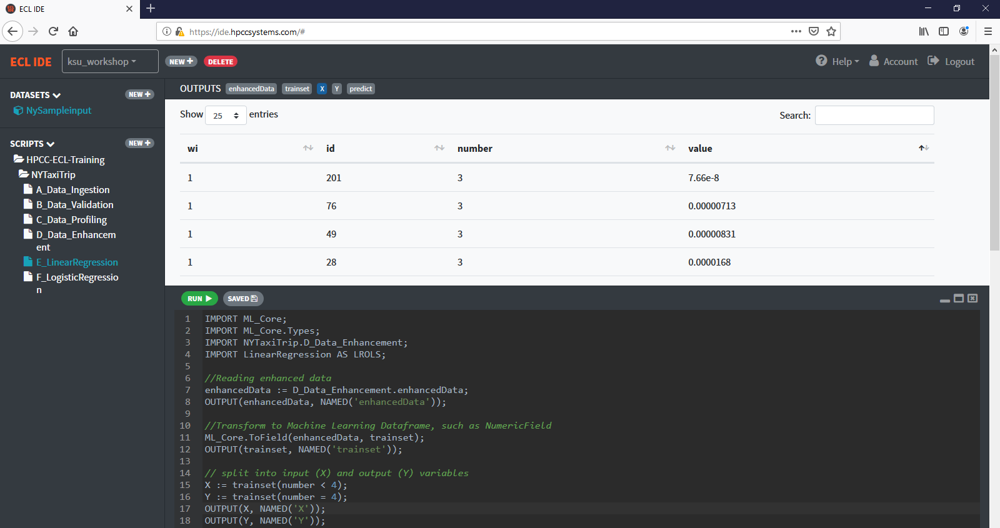 ECL IDE
https://ide.hpccsystems.com/#
ECL IDE
ksu_workshop
NEW
DELETE
Help
Account
Logout
DATASETS
NEW
NySampleinput
SCRIPTS
NEW
HPCC-ECL-Training
NYTaxiTrip
A_Data_Ingestion
B_Data_Validation
C_Data_Profiling
D_Data_Enhancem
ent
E_LinearRegression
F_LogisticRegressio
n
OUTPUTS enhancedData trainset X Y predict
Show 25 entries
Search:
wi id number value
1 201 3 7.66e-8
1 76 3 0.00000713
1 49 3 0.00000831
1 28 3 0.0000168
RUN SAVED
1 IMPORT ML_Core;
2 IMPORT ML_Core.Types;
3 IMPORT NYTaxiTrip.D_Data_Enhancement;
4 IMPORT LinearRegression AS LROLS;
5
6 //Reading enhanced data
7 enhancedData := D_Data_Enhancement.enhancedData;
8 OUTPUT(enhancedData, NAMED('enhancedData'));
9
10 //Transform to Machine Learning Dataframe, such as NumericField
11 ML_Core.ToField(enhancedData, trainset);
12 OUTPUT(trainset, NAMED('trainset'));
13
14 // split into input (X) and output (Y) variables
15 X := trainset(number < 4);
16 Y := trainset(number = 4);
17 OUTPUT(X, NAMED('X'));
18 OUTPUT(Y, NAMED('Y'));